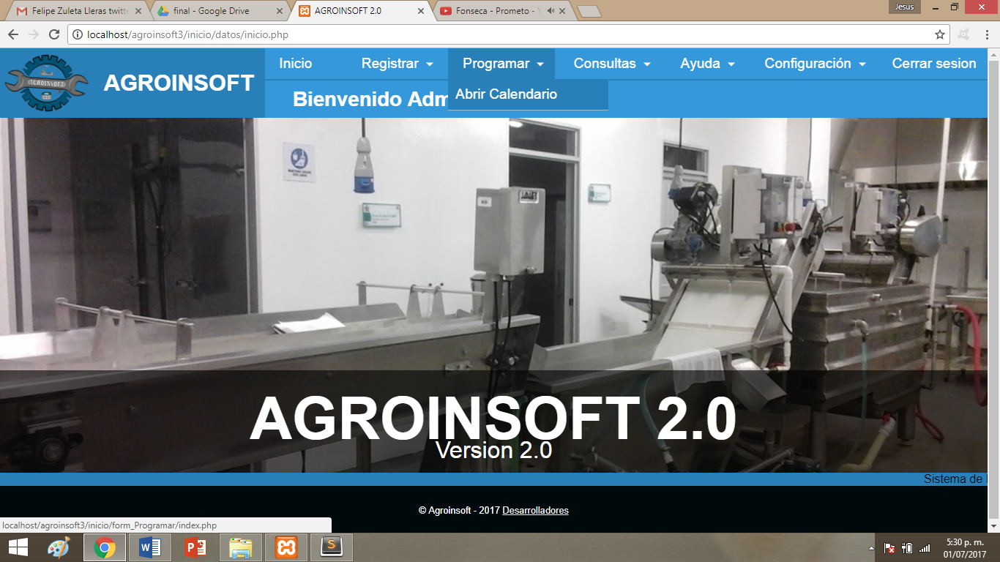 Felipe Zuleta Lleras twitte
final - Google Drive
AGROINSOFT 2.0
Fonseca - Prometo - Y
Jesus
localhost/agroinsoft3/inicio/datos/inicio.php
AGROINSOFT
AGROINSOFT
Inicio
Registrar
Programar
Consultas
Ayuda
Configuración
Cerrar sesion
Abrir Calendario
Bienvenido Adm
AGROINSOFT 2.0
Version 2.0
Sistema de
© Agroinsoft - 2017 Desarrolladores
localhost/agroinsoft3/inicio/form_Programar/index.php
5:30 p. m.
01/07/2017